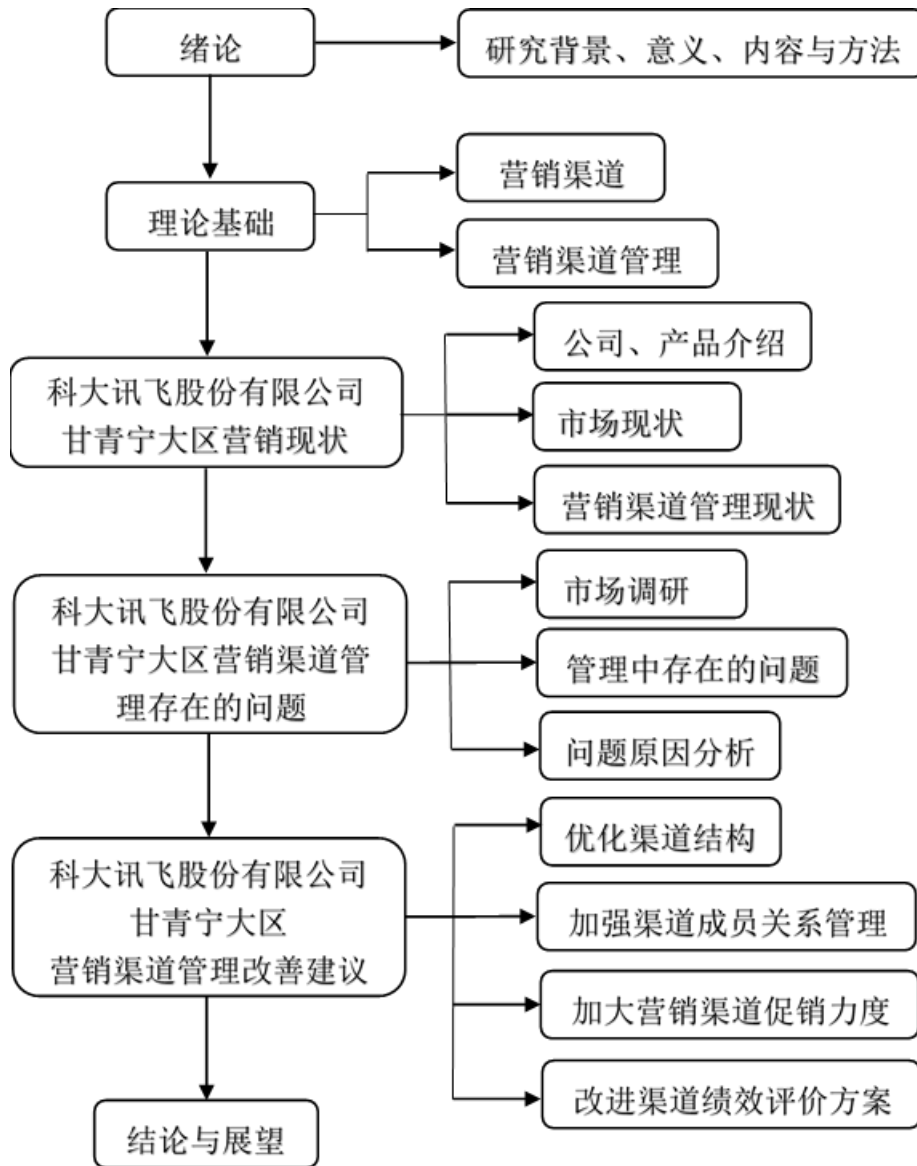 绪论
研究背景、意义、内容与方法
理论基础
营销渠道
营销渠道管理
科大讯飞股份有限公司
甘青宁大区营销现状
公司、产品介绍
市场现状
营销渠道管理现状
科大讯飞股份有限公司
甘青宁大区营销渠道管
理存在的问题
市场调研
管理中存在的问题
问题原因分析
科大讯飞股份有限公司
甘青宁大区
营销渠道管理改善建议
优化渠道结构
加强渠道成员关系管理
加大营销渠道促销力度
改进渠道绩效评价方案
结论与展望